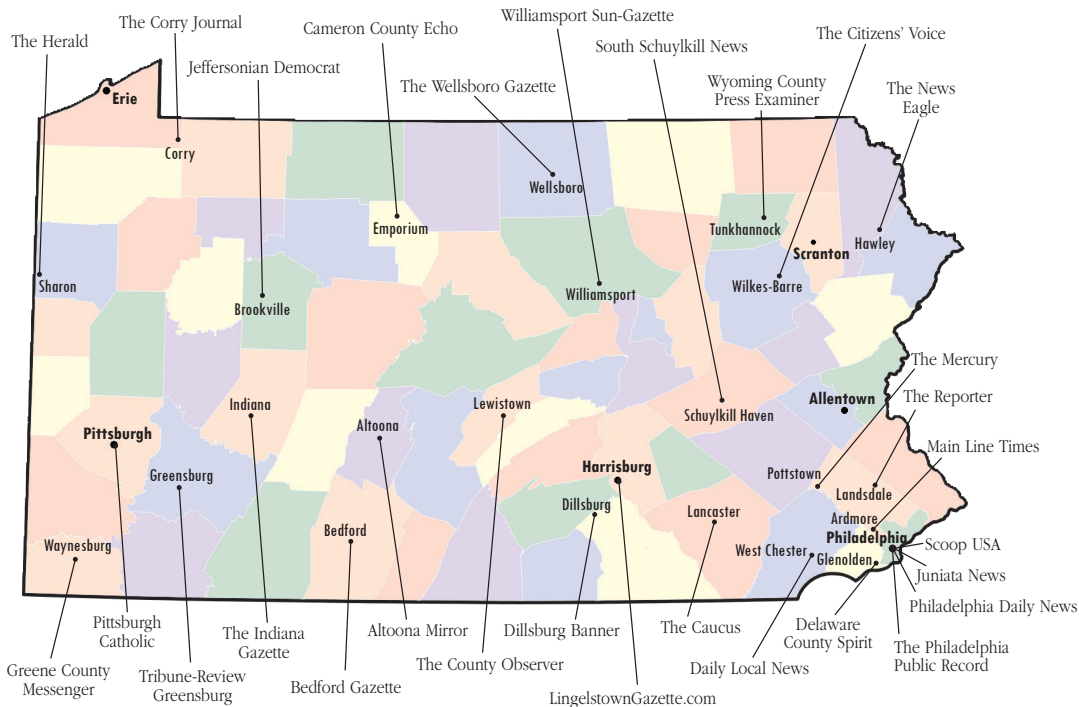 The Herald
The Corry Journal
Jeffersonian Democrat
Cameron County Echo
The Wellsboro Gazette
Williamsport Sun-Gazette
South Schuylkill News
Wyoming County
Press Examiner
The Citizens' Voice
The News
Eagle
Erie
Corry
Wellsboro
Emporium
Tunkhannock
Scranton
Hawley
Sharon
Brookville
Williamsport
Wilkes-Barre
The Mercury
The Reporter
Main Line Times
Allentown
Indiana
Lewistown
Schuylkill Haven
Altoona
Pittsburgh
Greensburg
Harrisburg
Pottstown
Landsdale
Dillsburg
Lancaster
Ardmore
Bedford
Philadelphia
Waynesburg
West Chester
Glenolden
Scoop USA
Juniata News
Philadelphia Daily News
The Philadelphia
Public Record
Delaware
County Spirit
Daily Local News
The Caucus
LingelstownGazette.com
Dillsburg Banner
The County Observer
Altoona Mirror
Bedford Gazette
The Indiana
Gazette
Tribune-Review
Greensburg
Pittsburgh
Catholic
Greene County
Messenger